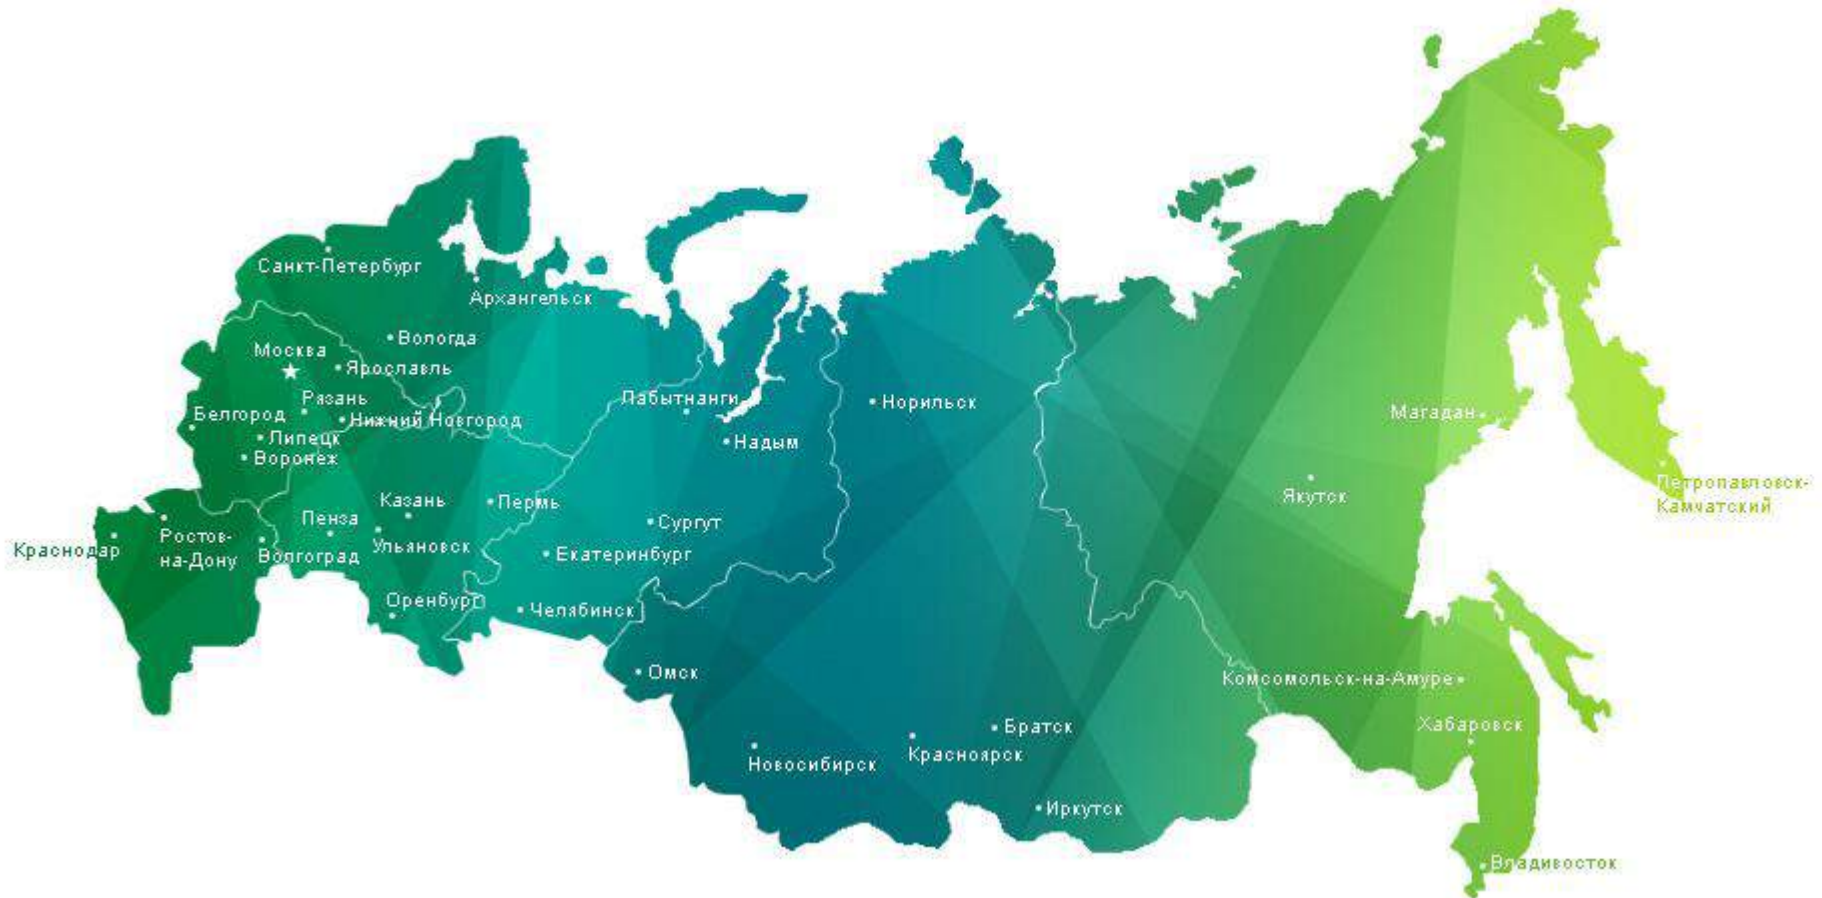 Санкт-Петербург
Архангельск
Вологда
Москва
Ярославль
Рязань
Лабытнанги
Норильск
Белгород
Нижний Новгород
Магадан
Липецк
Надым
Воронеж
Якутск
Петропавловск-
Камчатский
Казань
Пермь
Пенза
Сургут
Краснодар
Ростов-
на-Дону
Волгоград
Ульяновск
Екатеринбург
Оренбург
Челябинск
Омск
Комсомольск-на-Амуре
Хабаровск
Братск
Красноярск
Новосибирск
Иркутск
Владивосток